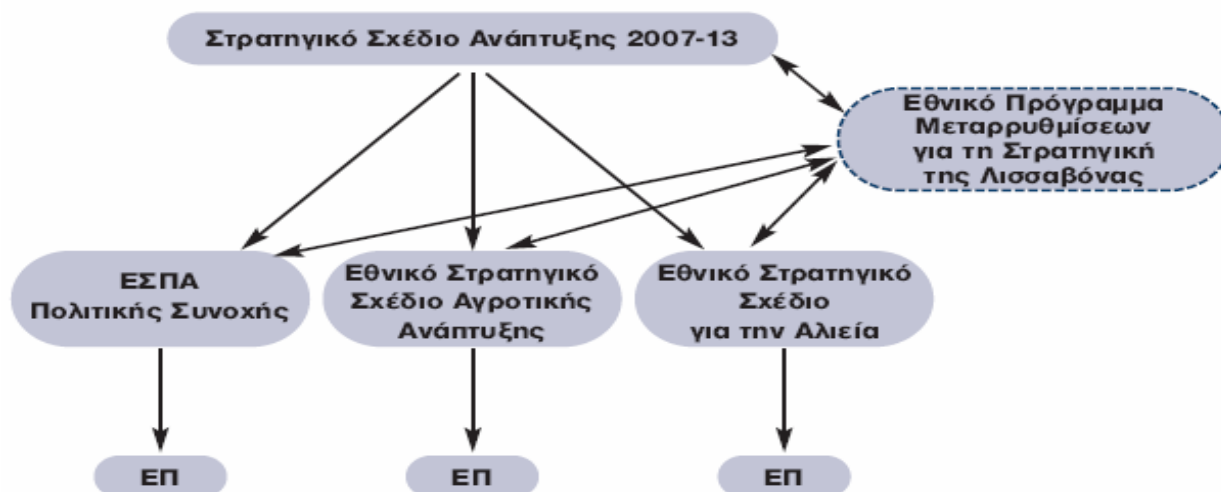 Στρατηγικό Σχέδιο Ανάπτυξης 2007-13
Εθνικό Πρόγραμμα
Μεταρρυθμίσεων
για τη Στρατηγική
της Λισσαβόνας
ΕΣΠΑ
Πολιτικής Συνοχής
Εθνικό Στρατηγικό
Σχέδιο Αγροτικής
Ανάπτυξης
Εθνικό Στρατηγικό
Σχέδιο
για την Αλιεία
ΕΠ
ΕΠ
ΕΠ